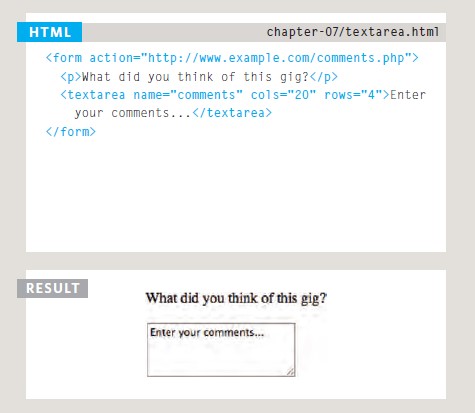 HTML
chapter-07/textarea.html
<form action="http://www.example.com/comments.php">
<p>What did you think of this gig?</p>
<textarea name="comments" cols="20" rows="4">Enter
your comments...</textarea>
</form>
RESULT
What did you think of this gig?
Enter your comments...